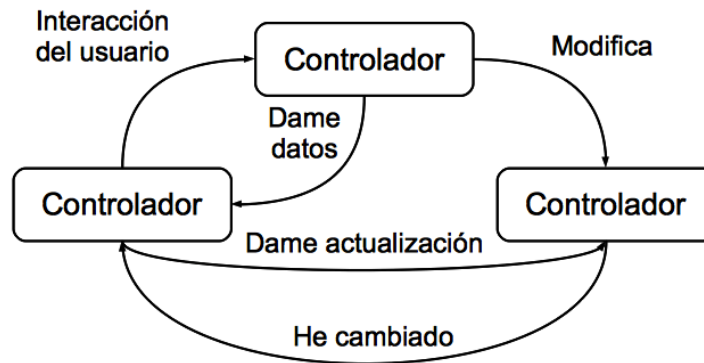 Interacción
del usuario
Controlador
Modifica
Dame
datos
Controlador
Controlador
Dame actualización
He cambiado